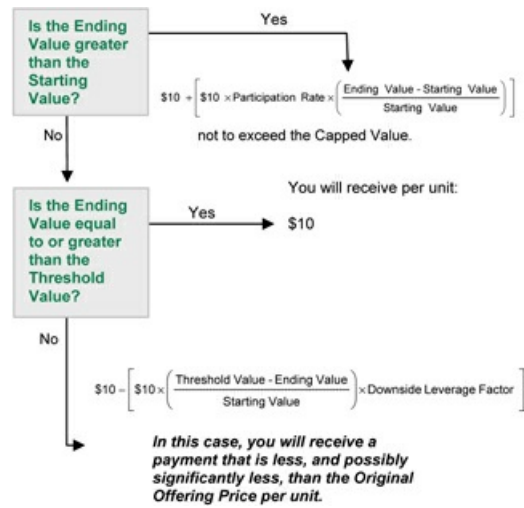 Is the Ending
Value greater
than the
Starting
Value?
Yes
$10 + [ $10 × Participation Rate × ( Ending Value - Starting Value
Starting Value ) ]
not to exceed the Capped Value.
No
Is the Ending
Value equal
to or greater
than the
Threshold
Value?
Yes
You will receive per unit:
$10
No
$10 – [ $10 × ( Threshold Value - Ending Value
Starting Value ) × Downside Leverage Factor ]
In this case, you will receive a
payment that is less, and possibly
significantly less, than the Original
Offering Price per unit.